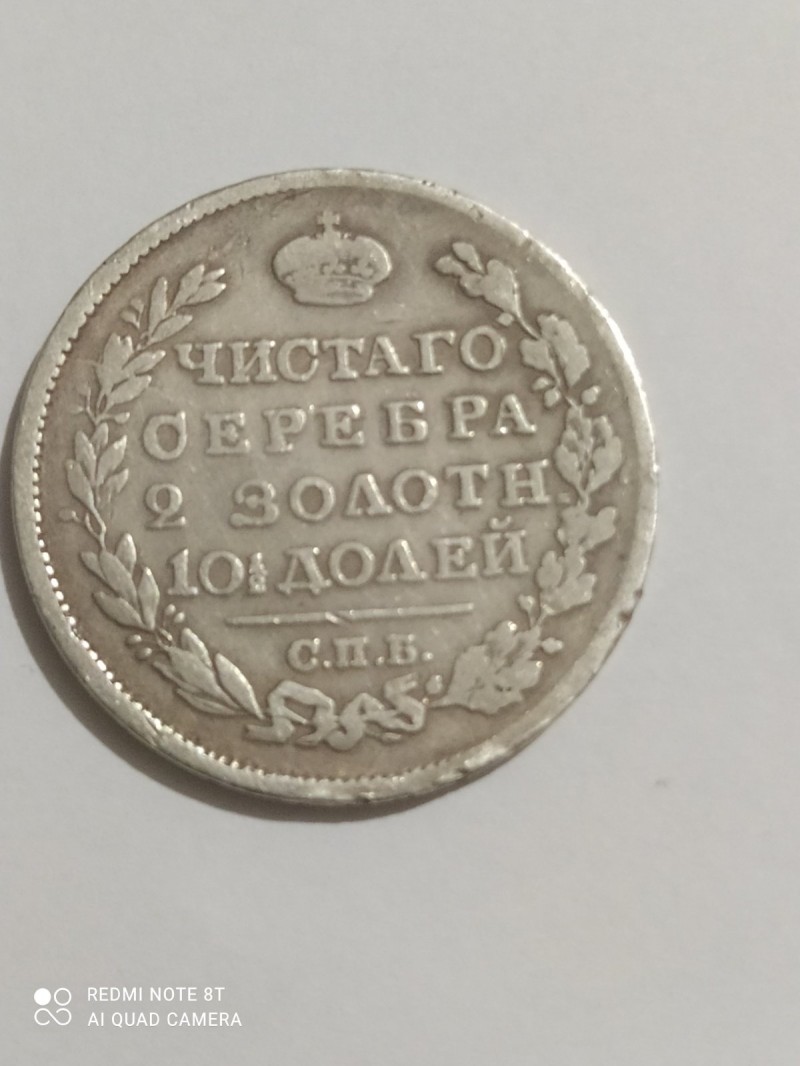 ЧИСТАГО
СЕРЕБРА
2 ЗОЛОТН.
10½ ДОЛЕЙ
С.П.Б.
REDMI NOTE 8T
AI QUAD CAMERA